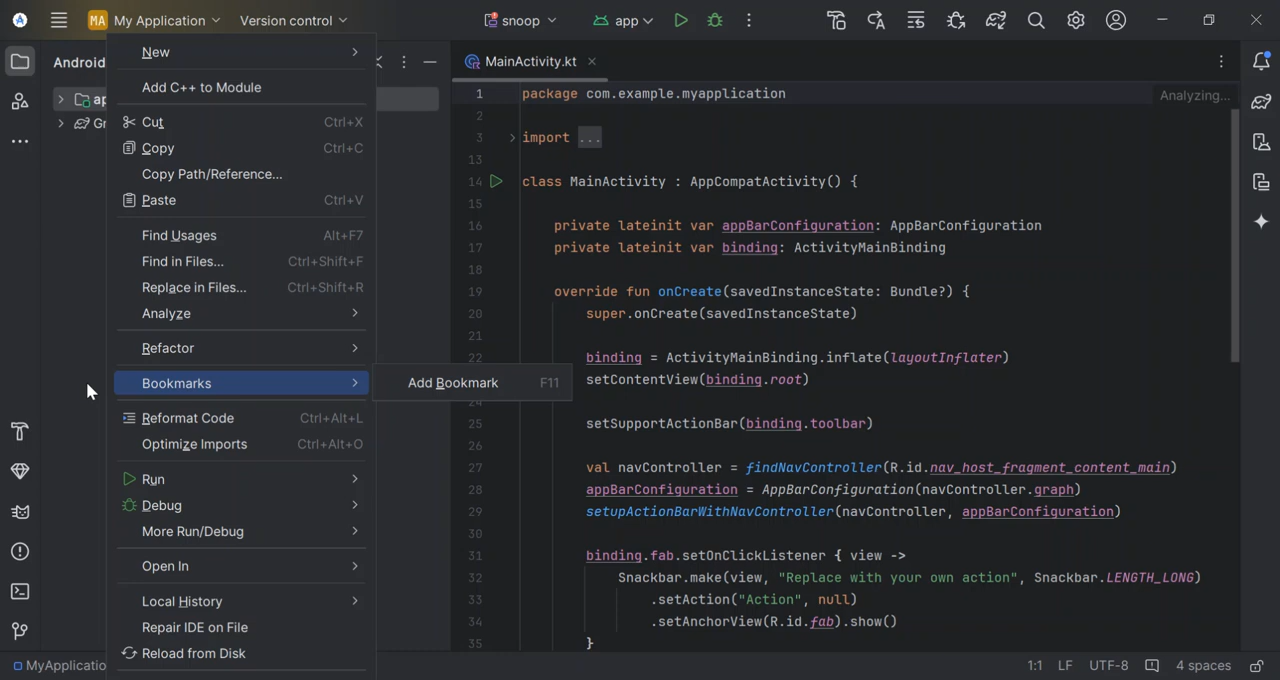 MA My Application Version control snoop app
Android
MainActivity.kt
ap
Gr
New
Add C++ to Module
Cut Ctrl+X
Copy Ctrl+C
Copy Path/Reference...
Paste Ctrl+V
Find Usages Alt+F7
Find in Files... Ctrl+Shift+F
Replace in Files... Ctrl+Shift+R
Analyze
Refactor
Bookmarks
Add Bookmark F11
Reformat Code Ctrl+Alt+L
Optimize Imports Ctrl+Alt+O
Run
Debug
More Run/Debug
Open In
Local History
Repair IDE on File
Reload from Disk
Analyzing...
1 package com.example.myapplication
2
3 import ...
13
14 class MainActivity : AppCompatActivity() {
15
16 private lateinit var appBarConfiguration: AppBarConfiguration
17 private lateinit var binding: ActivityMainBinding
18
19 override fun onCreate(savedInstanceState: Bundle?) {
20 super.onCreate(savedInstanceState)
21
22 binding = ActivityMainBinding.inflate(layoutInflater)
setContentView(binding.root)
24
25 setSupportActionBar(binding.toolbar)
26
27 val navController = findNavController(R.id.nav_host_fragment_content_main)
28 appBarConfiguration = AppBarConfiguration(navController.graph)
29 setupActionBarWithNavController(navController, appBarConfiguration)
30
31 binding.fab.setOnClickListener { view ->
32 Snackbar.make(view, "Replace with your own action", Snackbar.LENGTH_LONG)
33 .setAction("Action", null)
34 .setAnchorView(R.id.fab).show()
35 }
MyApplicatio
1:1 LF UTF-8 4 spaces